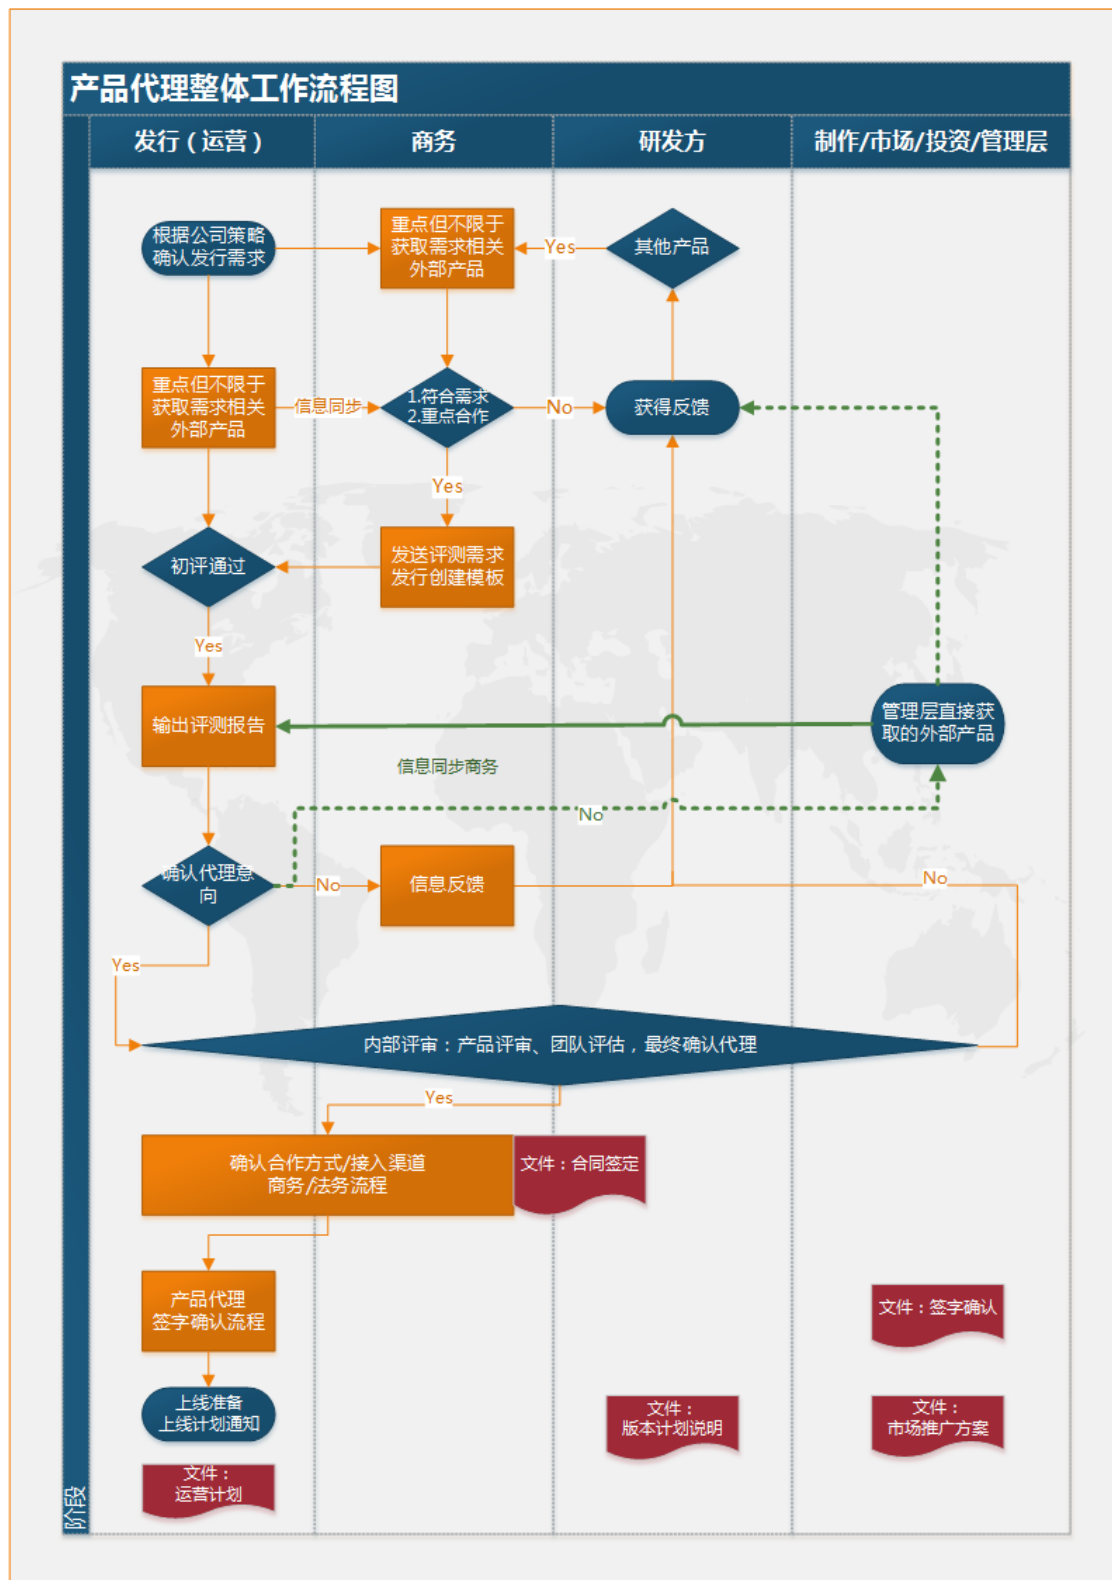 产品代理整体工作流程图
发行（运营）
商务
研发方
制作/市场/投资/管理层
根据公司策略
确认发行需求
重点但不限于
获取需求相关
外部产品
Yes
其他产品
重点但不限于
获取需求相关
外部产品
信息同步
1.符合需求
2.重点合作
No
获得反馈
Yes
初评通过
发送评测需求
发行创建模板
Yes
输出评测报告
管理层直接获
取的外部产品
信息同步商务
No
确认代理意
向
No
信息反馈
No
Yes
内部评审：产品评审、团队评估，最终确认代理
Yes
确认合作方式/接入渠道
商务/法务流程
文件：合同签定
产品代理
签字确认流程
文件：签字确认
上线准备
上线计划通知
文件：
版本计划说明
文件：
市场推广方案
文件：
运营计划
阶段